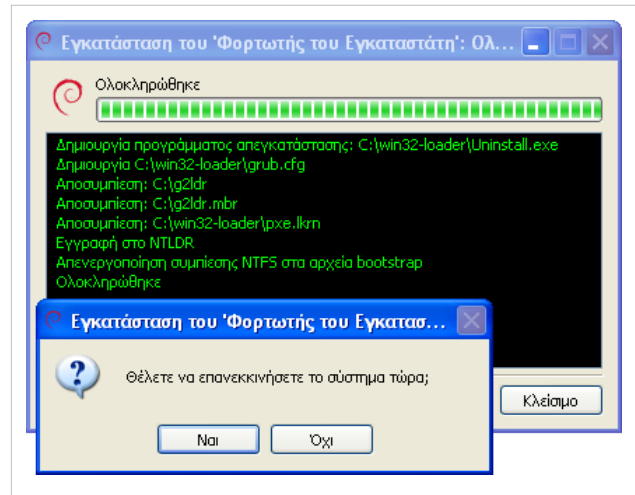 Εγκατάσταση του 'Φορτωτής του Εγκαταστάτη': Ολ...
Ολοκληρώθηκε
Δημιουργία προγράμματος απεγκατάστασης: C:\win32-loader\Uninstall.exe
Δημιουργία C:\win32-loader\grub.cfg
Αποσυμπίεση: C:\g2ldr
Αποσυμπίεση: C:\g2ldr.mbr
Αποσυμπίεση: C:\win32-loader\pxe.lkrn
Εγγραφή στο NTLDR
Απενεργοποίηση συμπίεσης NTFS στα αρχεία bootstrap
Ολοκληρώθηκε
Εγκατάσταση του 'Φορτωτής του Εγκατασ...
Θέλετε να επανεκκινήσετε το σύστημα τώρα;
Ναι Όχι
Κλείσιμο